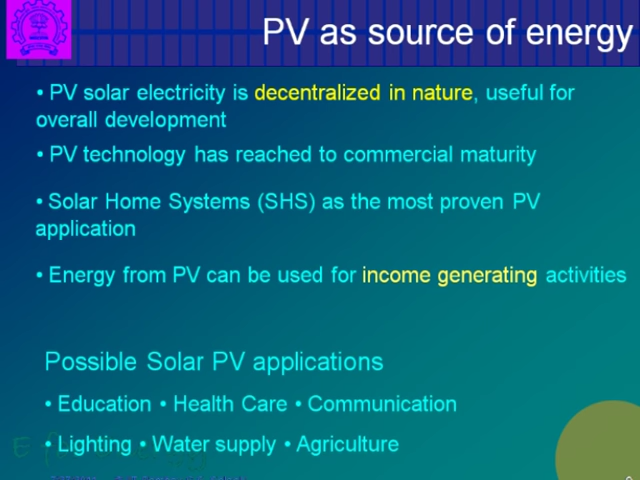 PV as source of energy
• PV solar electricity is decentralized in nature, useful for
overall development
• PV technology has reached to commercial maturity
• Solar Home Systems (SHS) as the most proven PV
application
• Energy from PV can be used for income generating activities
Possible Solar PV applications
• Education • Health Care • Communication
• Lighting • Water supply • Agriculture